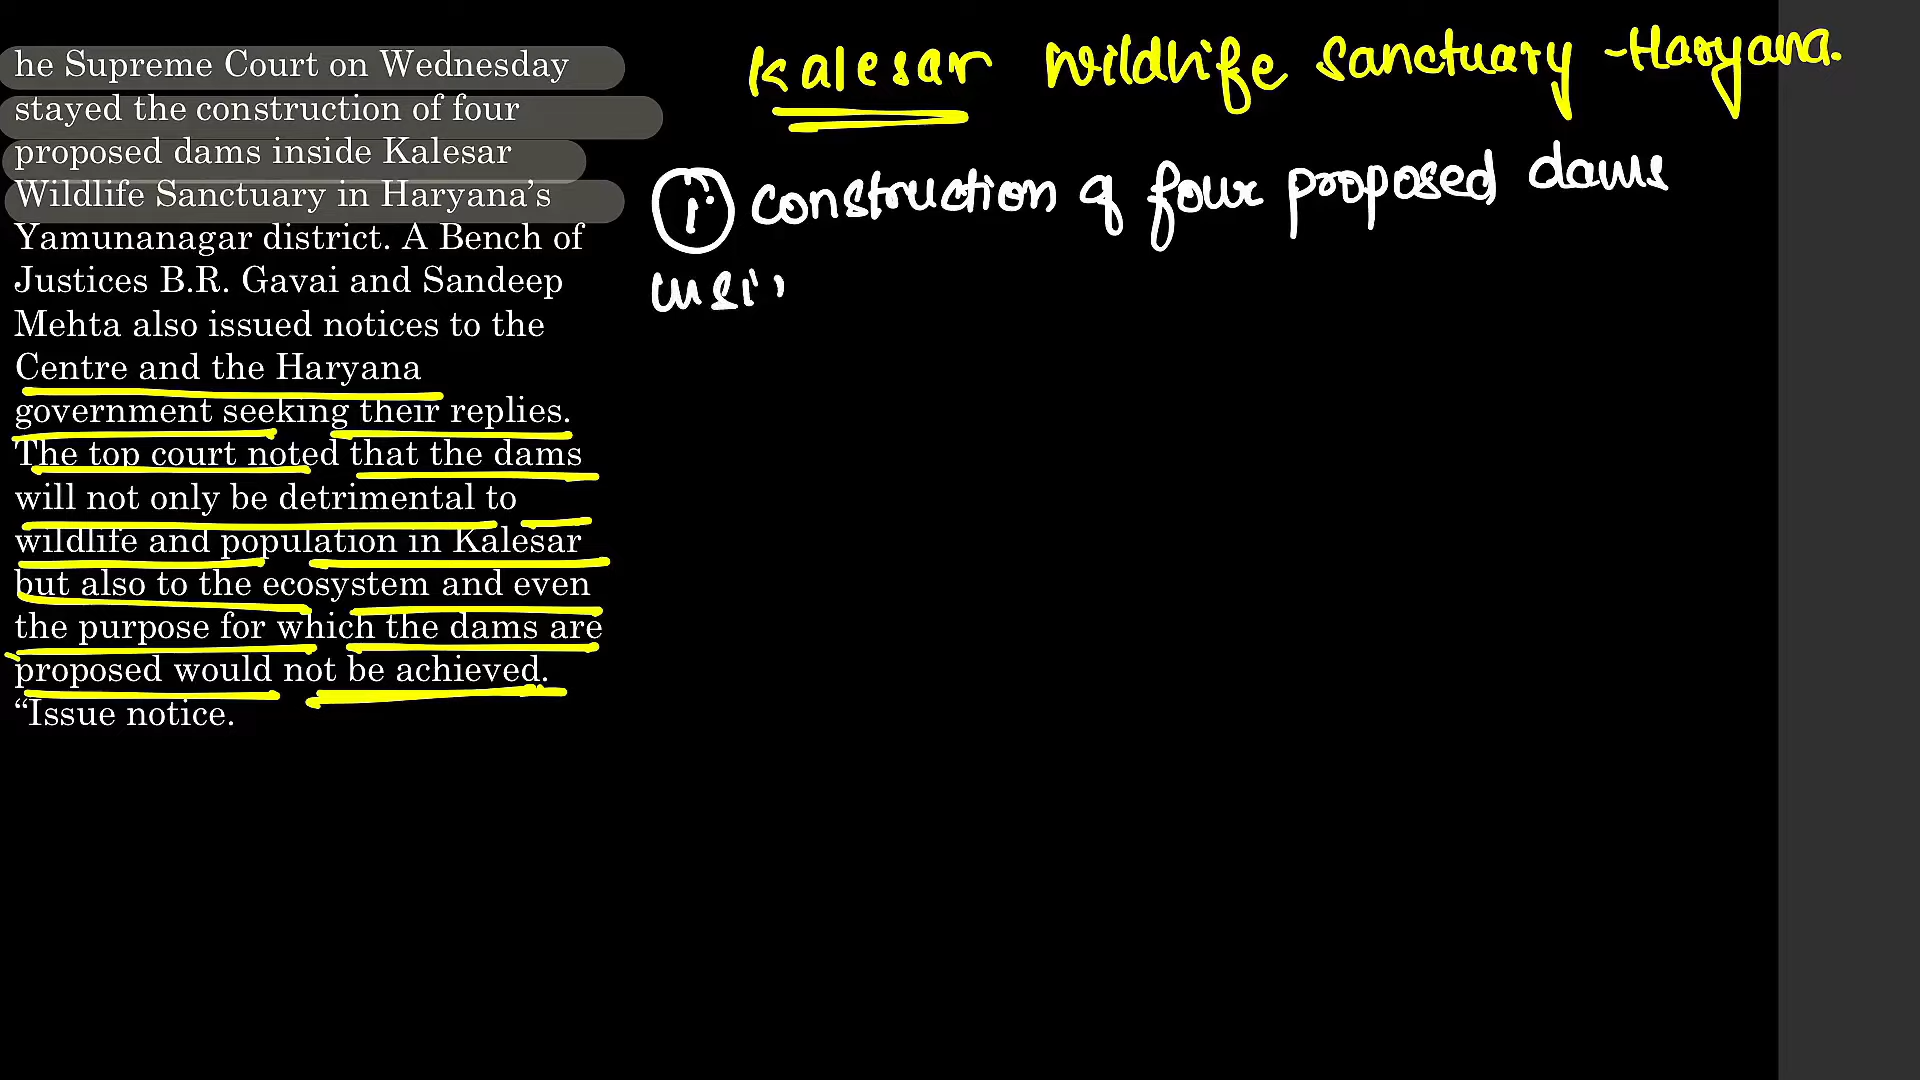 he Supreme Court on Wednesday
stayed the construction of four
proposed dams inside Kalesar
Wildlife Sanctuary in Haryana’s
Yamunanagar district. A Bench of
Justices B.R. Gavai and Sandeep
Mehta also issued notices to the
Centre and the Haryana
government seeking their replies.
The top court noted that the dams
will not only be detrimental to
wildlife and population in Kalesar
but also to the ecosystem and even
the purpose for which the dams are
proposed would not be achieved.
“Issue notice.
Kalesar Wildlife Sanctuary - Haryana.
i construction of four proposed dams
insi